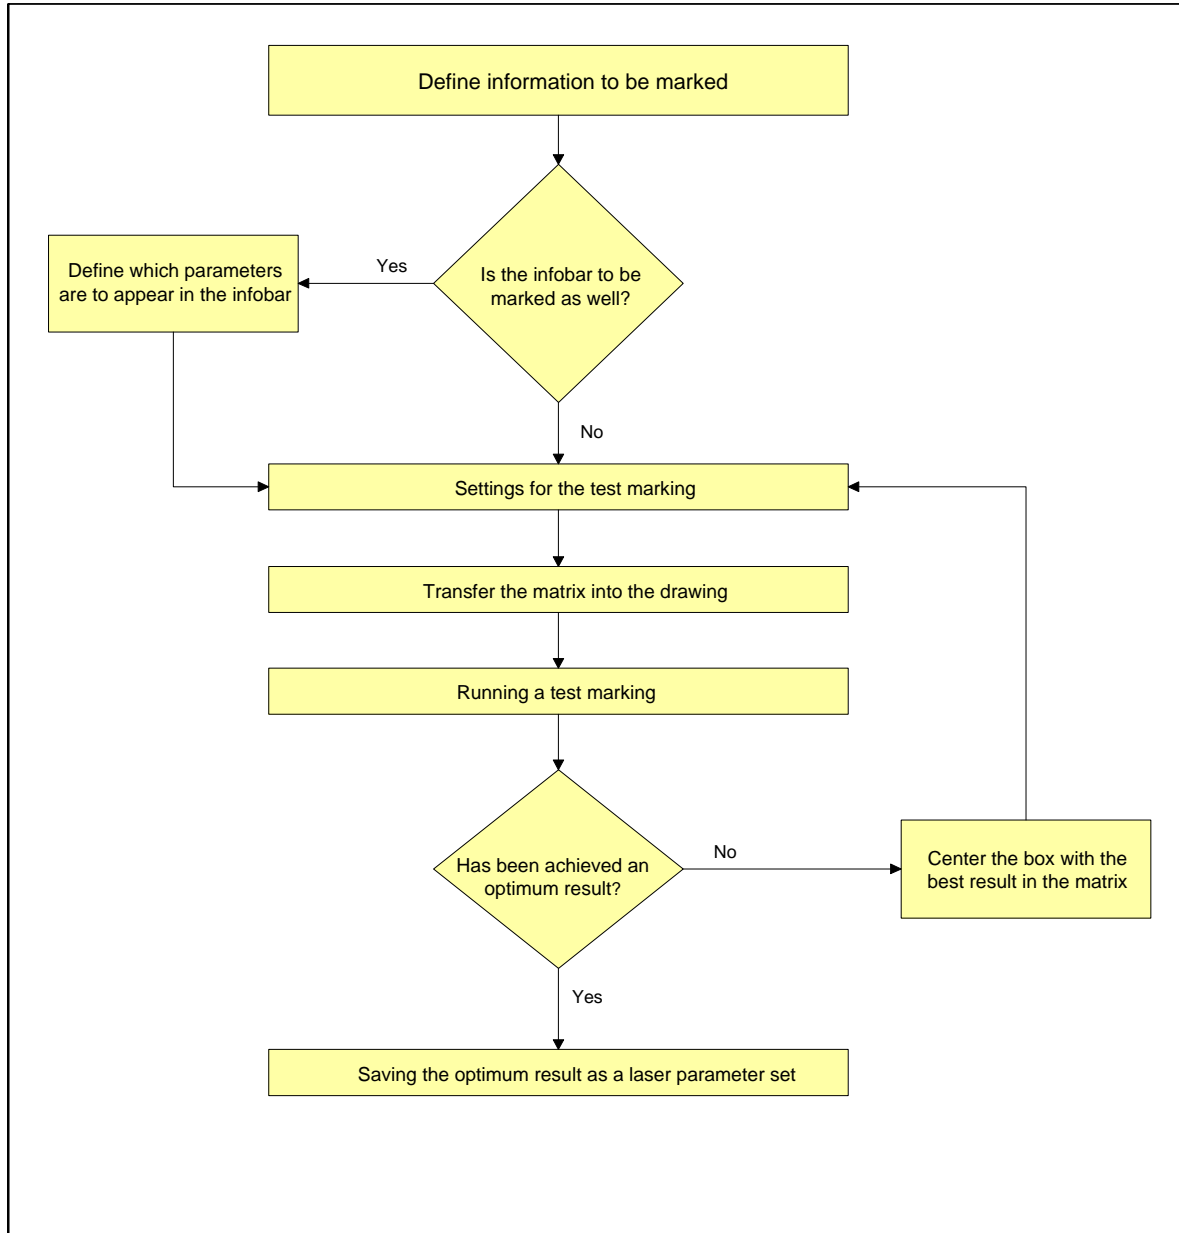 Define information to be marked
Define which parameters
are to appear in the infobar
Yes
Is the infobar to be
marked as well?
No
Settings for the test marking
Transfer the matrix into the drawing
Running a test marking
Has been achieved an
optimum result?
No
Center the box with the
best result in the matrix
Yes
Saving the optimum result as a laser parameter set